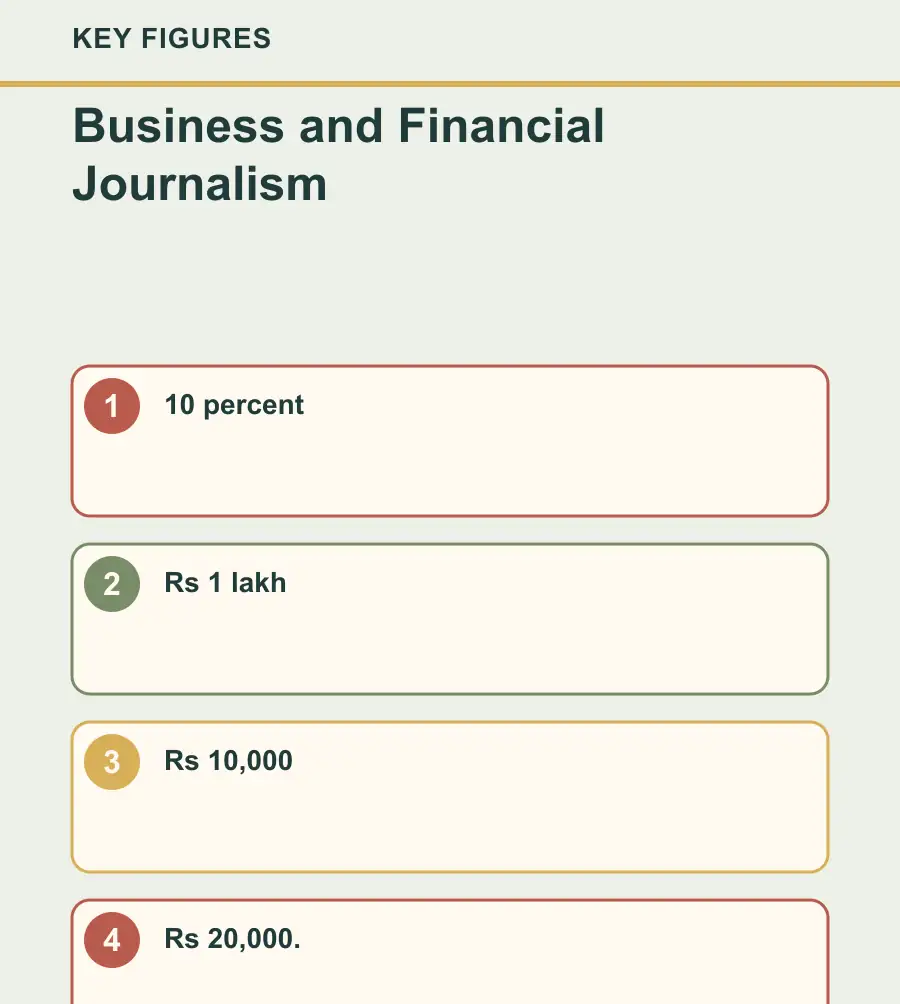 KEY FIGURES
Business and Financial
Journalism
1 10 percent
2 Rs 1 lakh
3 Rs 10,000
4 Rs 20,000.